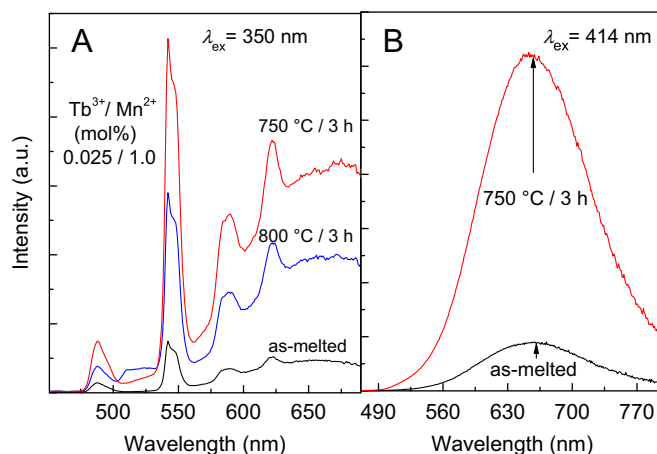 A
λex= 350 nm
B
λex= 414 nm
Tb3+/ Mn2+
(mol%)
0.025 / 1.0
750 °C / 3 h
750 °C / 3 h
800 °C / 3 h
as-melted
as-melted
Intensity (a.u.)
500 550 600 650
490 560 630 700 770
Wavelength (nm)
Wavelength (nm)